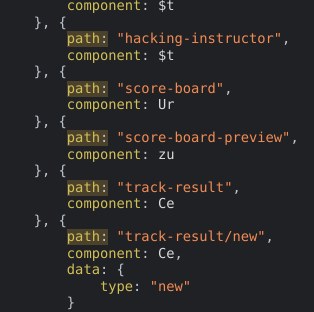 component: $t
}, {
path: "hacking-instructor",
component: $t
}, {
path: "score-board",
component: Ur
}, {
path: "score-board-preview",
component: zu
}, {
path: "track-result",
component: Ce
}, {
path: "track-result/new",
component: Ce,
data: {
type: "new"
}